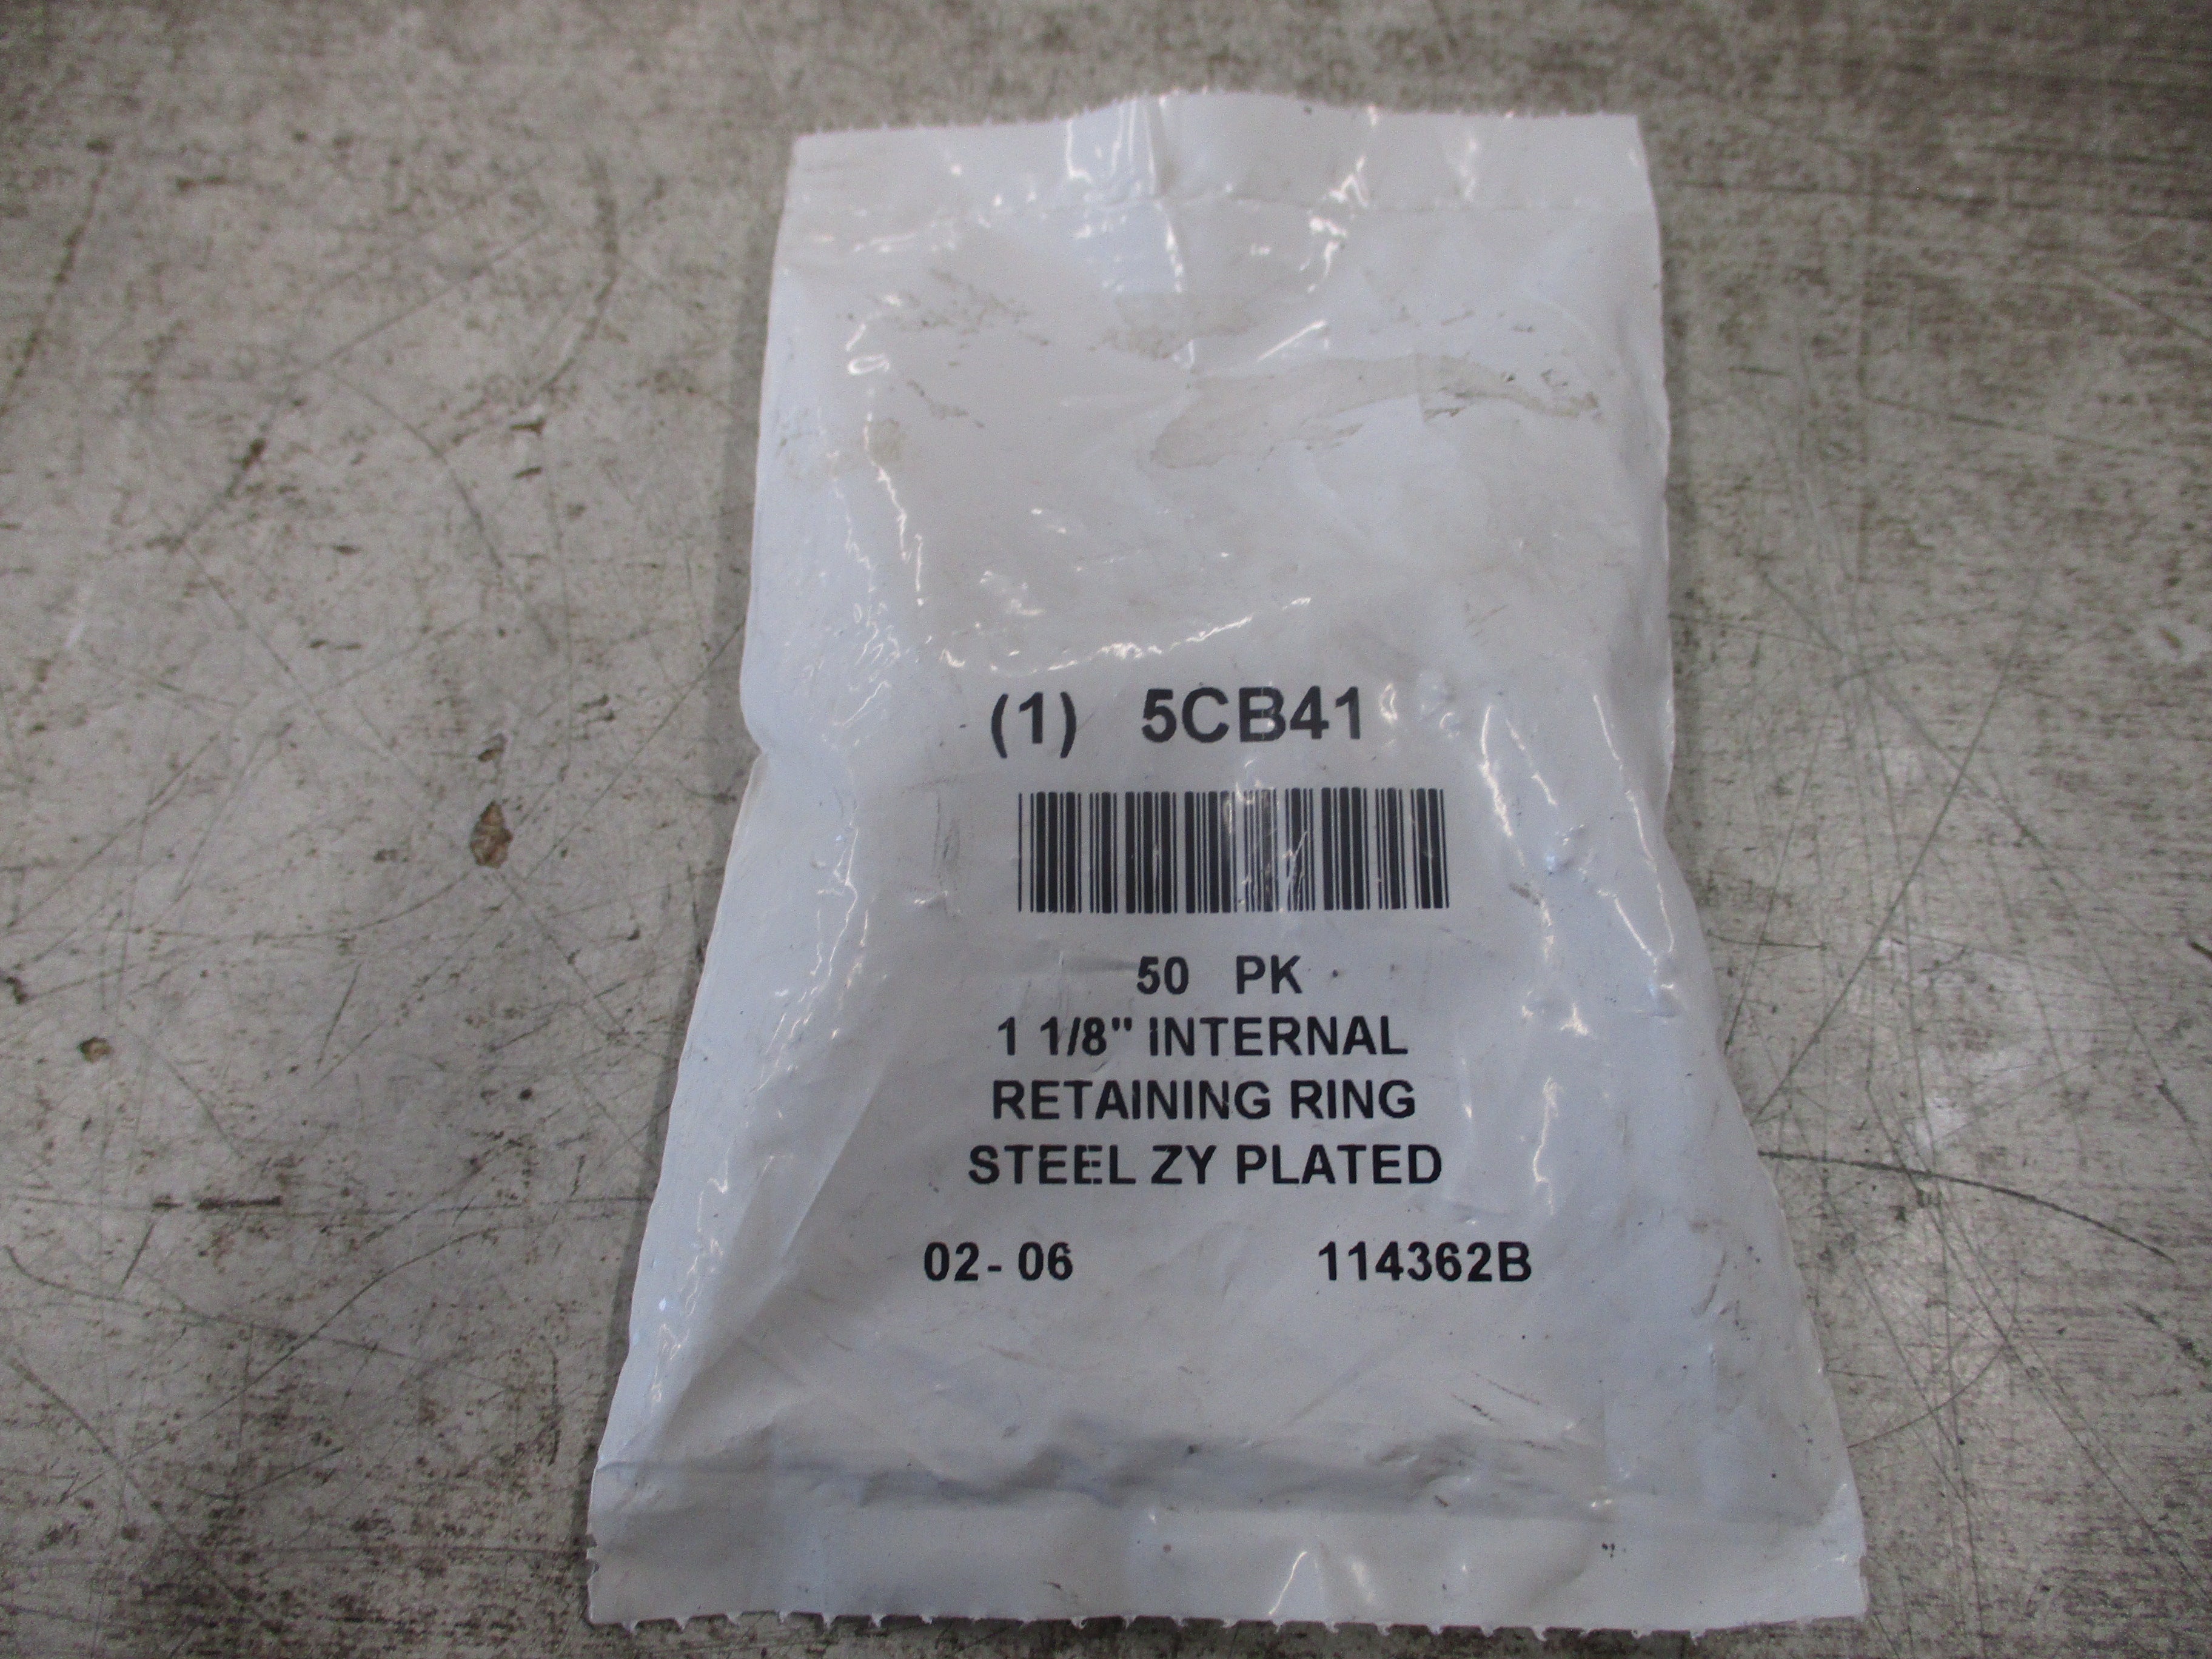 (1) 5CB41
50 PK
1 1/8" INTERNAL
RETAINING RING
STEEL ZY PLATED
02-06 114362B